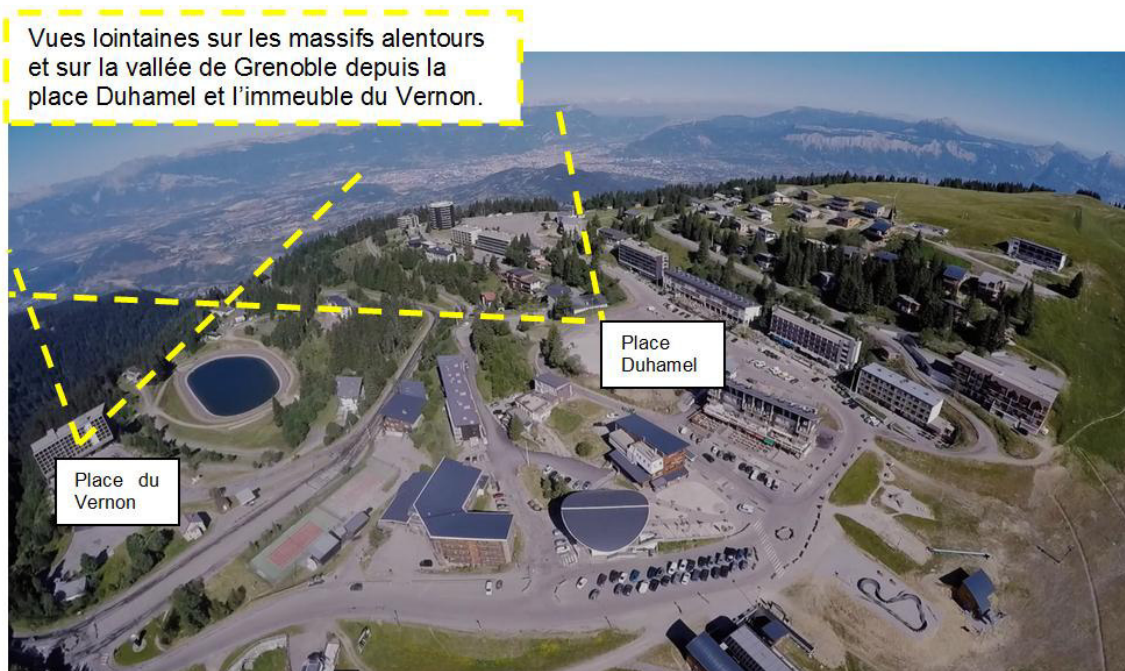 Vues lointaines sur les massifs alentours
et sur la vallée de Grenoble depuis la
place Duhamel et l'immeuble du Vernon.
Place
Duhamel
Place du
Vernon